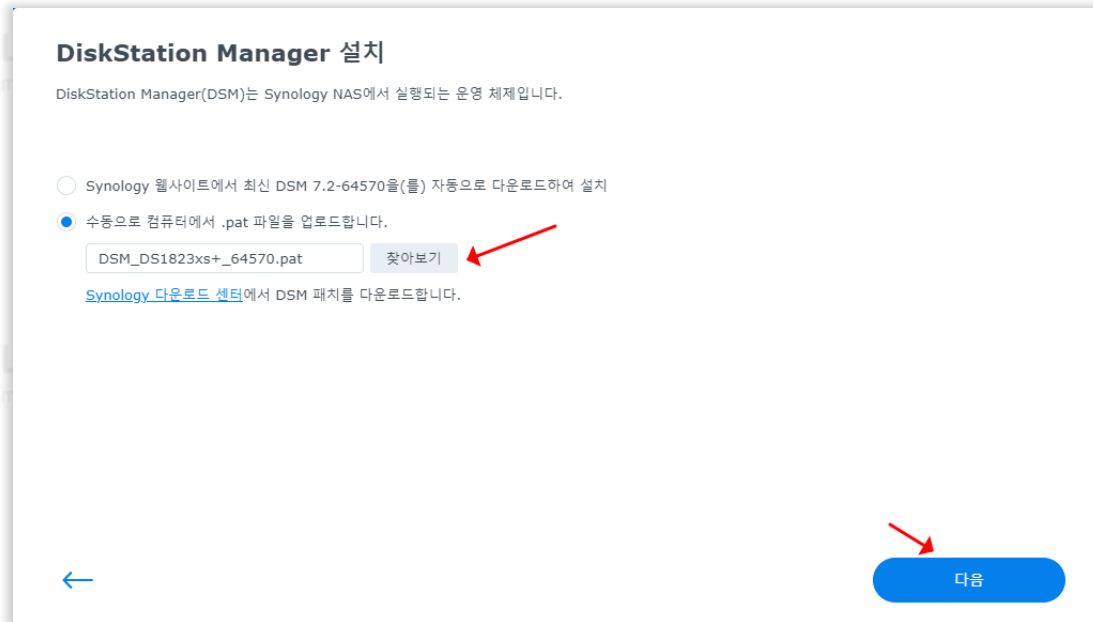 DiskStation Manager 설치
DiskStation Manager(DSM)는 Synology NAS에서 실행되는 운영 체제입니다.
Synology 웹사이트에서 최신 DSM 7.2-64570을(를) 자동으로 다운로드하여 설치
수동으로 컴퓨터에서 .pat 파일을 업로드합니다.
DSM_DS1823xs+_64570.pat 찾아보기
Synology 다운로드 센터에서 DSM 패치를 다운로드합니다.
다음